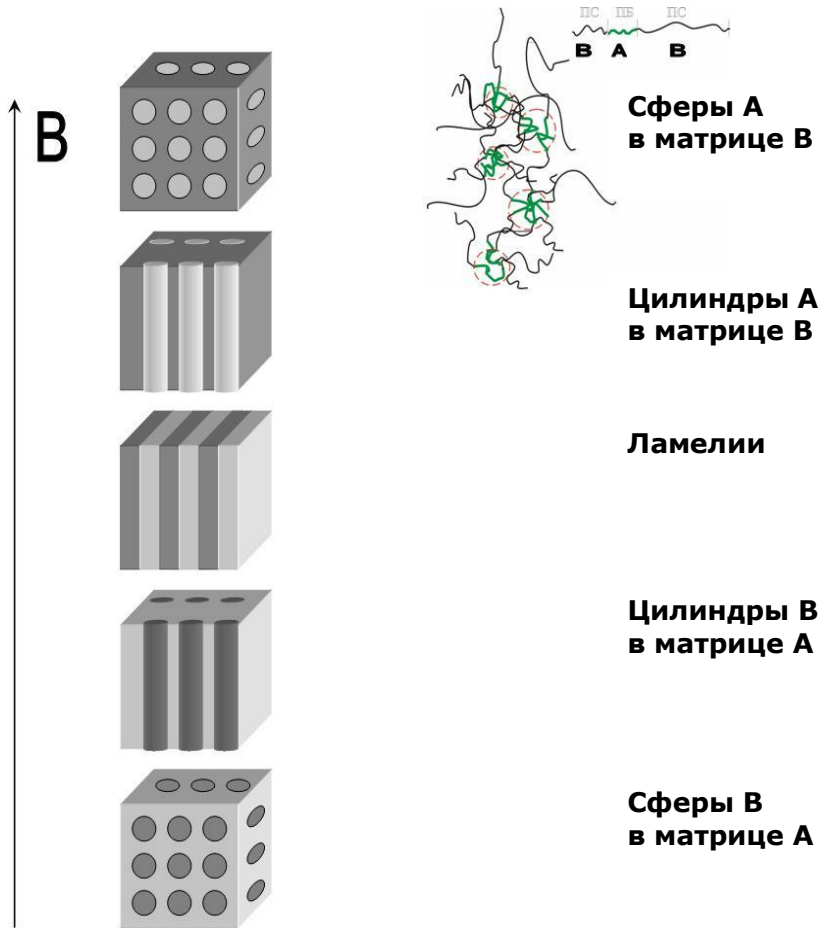 ПС ПБ ПС
B A B
B
Сферы А
в матрице В
Цилиндры А
в матрице В
Ламелии
Цилиндры В
в матрице А
Сферы В
в матрице А